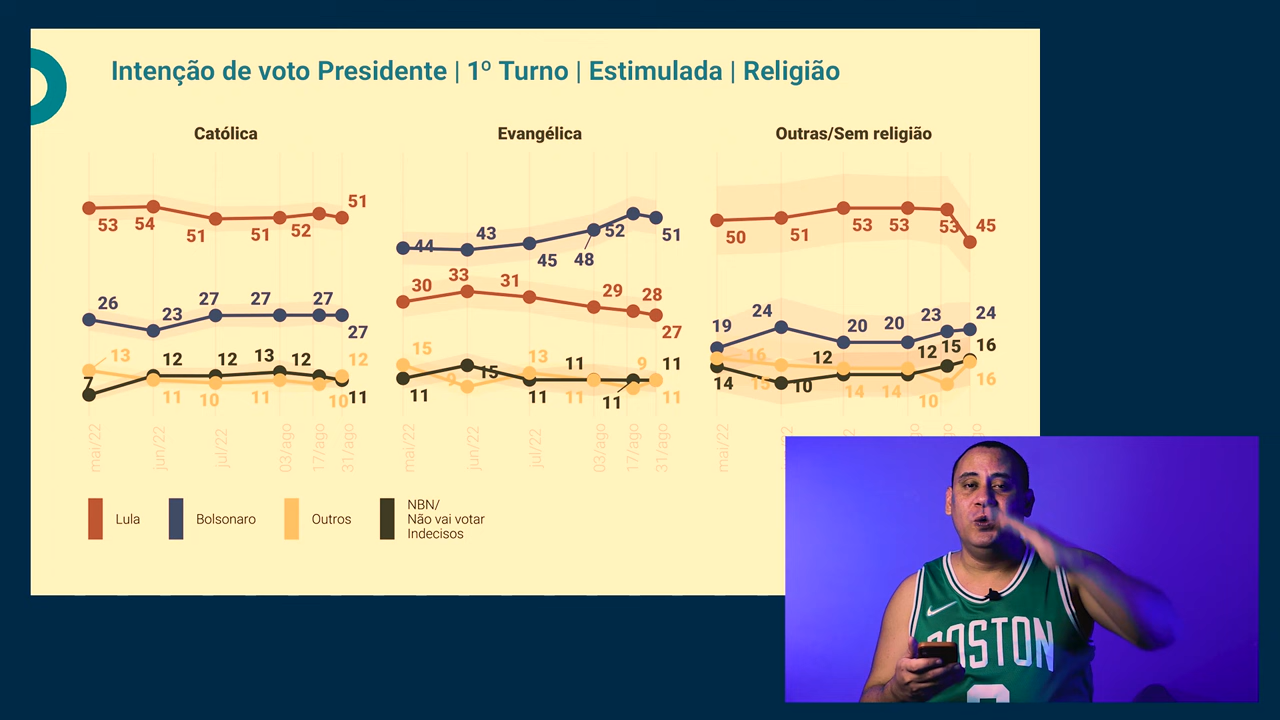 Intenção de voto Presidente | 1º Turno | Estimulada | Religião
Católica
Evangélica
Outras/Sem religião
53 54 51 51 52 51
26 23 27 27 27 27
13 11 10 11 10 12
7 12 12 13 12 11
mai/22 jun/22 jul/22 03/ago 17/ago 31/ago
44 43 45 48 52 51
30 33 31 29 28 27
15 9 13 11 9 11
11 15 11 11 11 11
mai/22 jun/22 jul/22 03/ago 17/ago 31/ago
50 51 53 53 53 45
19 24 20 20 23 24
16 15 14 14 10 16
14 10 12 12 15 16
mai/22
Lula
Bolsonaro
Outros
NBN/
Não vai votar
Indecisos
BOSTON